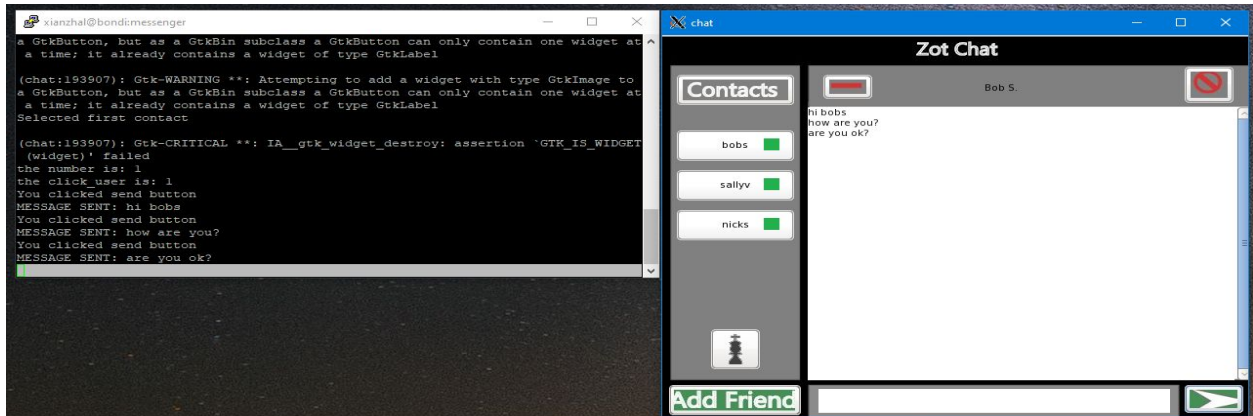 xianzhal@bondi:messenger
a GtkButton, but as a GtkBin subclass a GtkButton can only contain one widget at
a time; it already contains a widget of type GtkLabel
(chat:193907): Gtk-WARNING **: Attempting to add a widget with type GtkImage to
a GtkButton, but as a GtkBin subclass a GtkButton can only contain one widget at
a time; it already contains a widget of type GtkLabel
Selected first contact
(chat:193907): Gtk-CRITICAL **: IA__gtk_widget_destroy: assertion `GTK_IS_WIDGET
(widget)' failed
the number is: 1
the click_user is: 1
You clicked send button
MESSAGE SENT: hi bobs
You clicked send button
MESSAGE SENT: how are you?
You clicked send button
MESSAGE SENT: are you ok?
chat
Zot Chat
Contacts
Bob S.
hi bobs
how are you?
are you ok?
bobs
sallyv
nicks
Add Friend